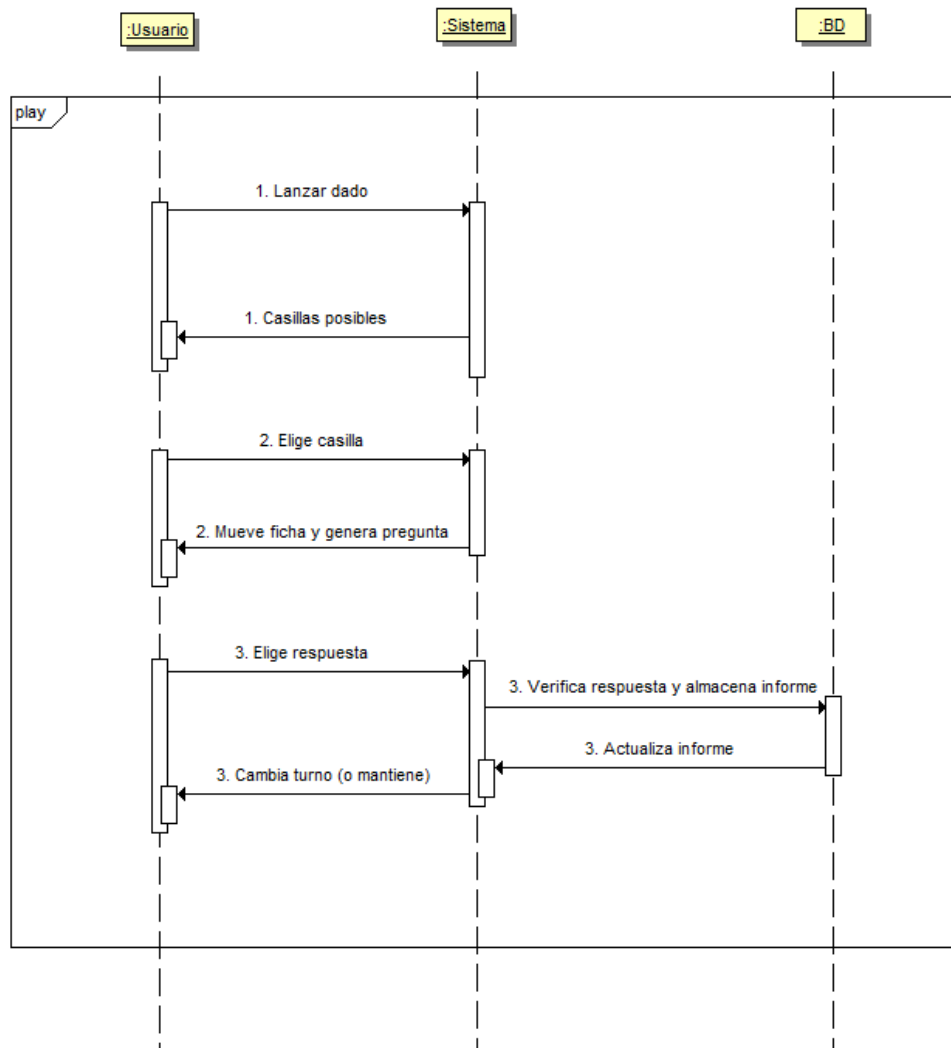 :Usuario
:Sistema
:BD
play
1. Lanzar dado
1. Casillas posibles
2. Elige casilla
2. Mueve ficha y genera pregunta
3. Elige respuesta
3. Verifica respuesta y almacena informe
3. Actualiza informe
3. Cambia turno (o mantiene)